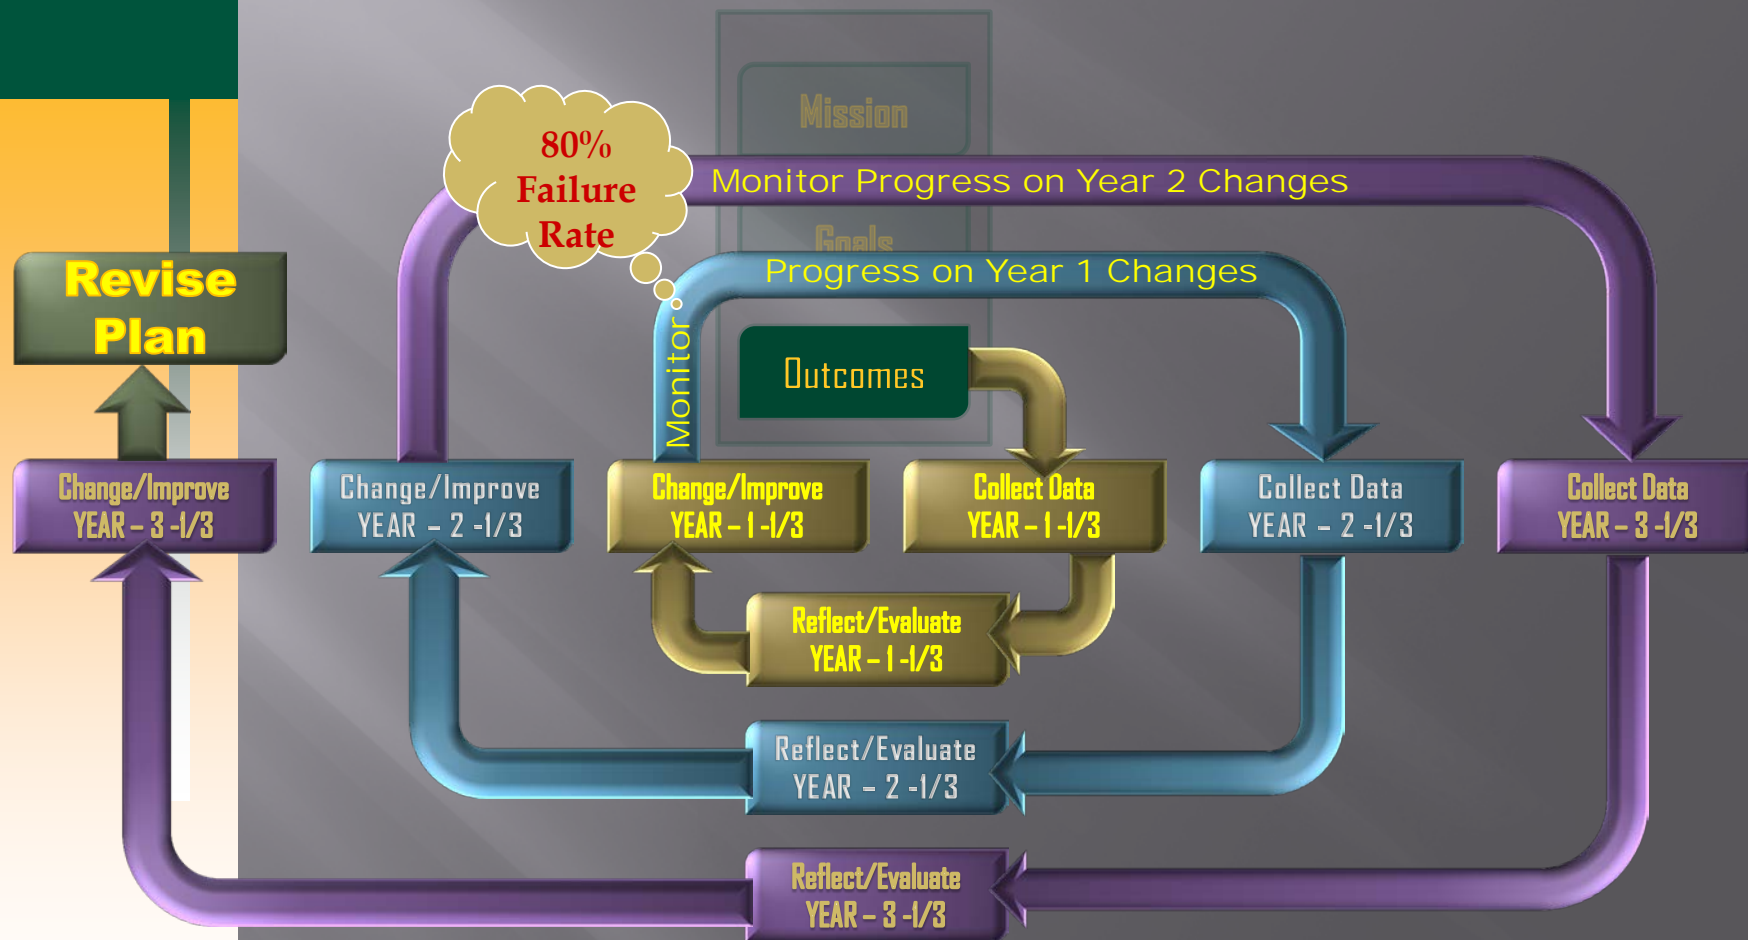 Mission
80%
Failure
Rate
Monitor Progress on Year 2 Changes
Goals
Monitor Progress on Year 1 Changes
Revise
Plan
Outcomes
Change/Improve
YEAR – 3 -1/3
Change/Improve
YEAR – 2 -1/3
Change/Improve
YEAR – 1 -1/3
Collect Data
YEAR – 1 -1/3
Collect Data
YEAR – 2 -1/3
Collect Data
YEAR – 3 -1/3
Reflect/Evaluate
YEAR – 1 -1/3
Reflect/Evaluate
YEAR – 2 -1/3
Reflect/Evaluate
YEAR – 3 -1/3